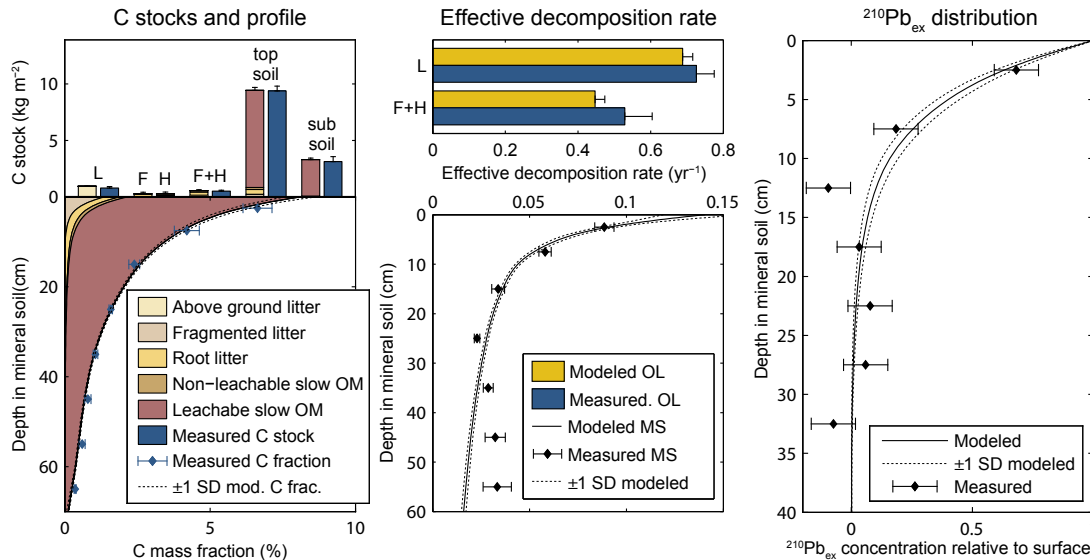 C stocks and profile
C stock (kg m⁻²)
10
5
0
L
F
H
F+H
top
soil
sub
soil
Depth in mineral soil(cm)
20
40
60
Above ground litter
Fragmented litter
Root litter
Non−leachable slow OM
Leachabe slow OM
Measured C stock
Measured C fraction
±1 SD mod. C frac.
0
5
10
C mass fraction (%)
Effective decomposition rate
L
F+H
0
0.2
0.4
0.6
0.8
Effective decomposition rate (yr⁻¹)
0
0.05
0.1
0.15
Depth in mineral soil (cm)
0
10
20
30
40
50
60
Modeled OL
Measured. OL
Modeled MS
Measured MS
±1 SD modeled
²¹⁰Pbₑₓ distribution
Depth in mineral soil (cm)
0
5
10
15
20
25
30
35
40
Modeled
±1 SD modeled
Measured
0
0.5
²¹⁰Pbₑₓ concentration relative to surface